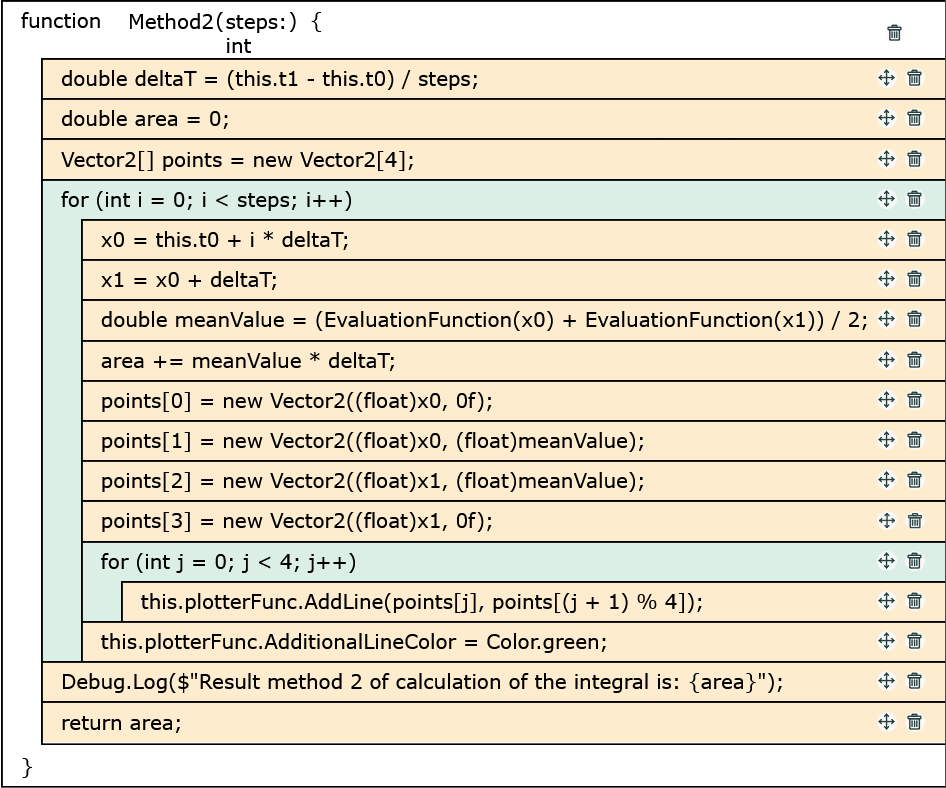 function Method2(steps:) {
int
double deltaT = (this.t1 - this.t0) / steps;
double area = 0;
Vector2[] points = new Vector2[4];
for (int i = 0; i < steps; i++)
x0 = this.t0 + i * deltaT;
x1 = x0 + deltaT;
double meanValue = (EvaluationFunction(x0) + EvaluationFunction(x1)) / 2;
area += meanValue * deltaT;
points[0] = new Vector2((float)x0, 0f);
points[1] = new Vector2((float)x0, (float)meanValue);
points[2] = new Vector2((float)x1, (float)meanValue);
points[3] = new Vector2((float)x1, 0f);
for (int j = 0; j < 4; j++)
this.plotterFunc.AddLine(points[j], points[(j + 1) % 4]);
this.plotterFunc.AdditionalLineColor = Color.green;
Debug.Log($"Result method 2 of calculation of the integral is: {area}");
return area;
}